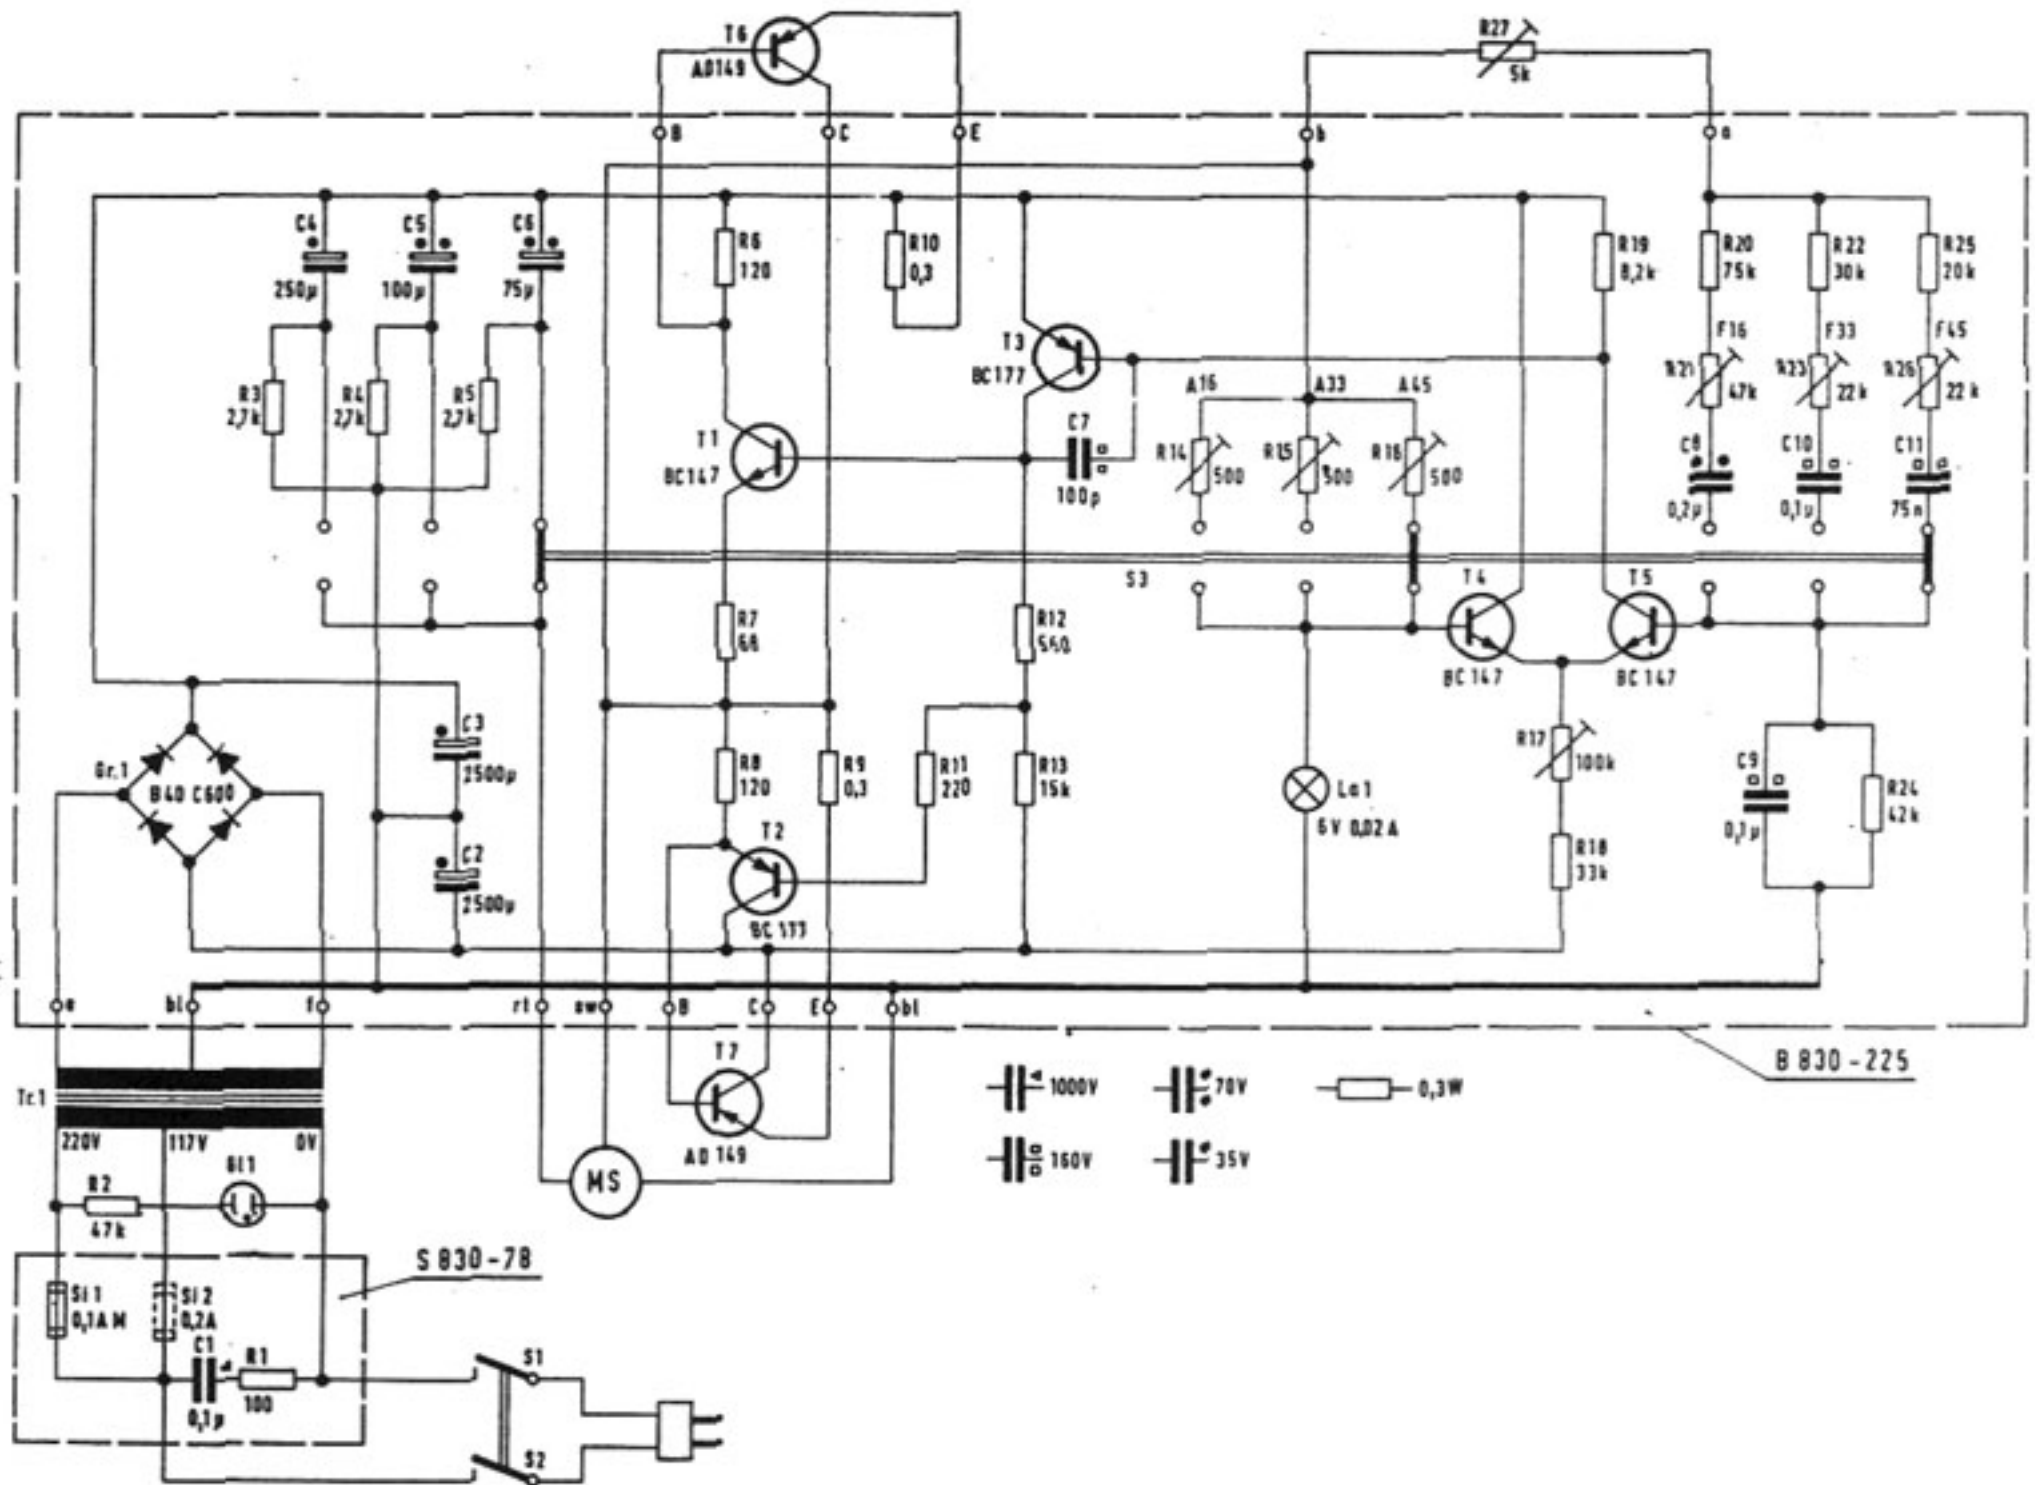 T6
AD149
R27
5k
B
C
E
b
a
C4
250µ
C5
100µ
C6
75µ
R6
120
R10
0,3
R19
8,2k
R20
75k
R22
30k
R25
20k
T3
BC177
F16
F33
F45
R3
2,7k
R4
2,7k
R5
2,7k
A16
A33
A45
R21
47k
R23
22k
R26
22k
T1
BC147
C7
100p
R14
500
R15
500
R16
500
C8
0,2µ
C10
0,1µ
C11
75n
S3
T4
BC147
T5
BC147
R7
68
R12
560
Gr.1
B40 C600
C3
2500µ
R8
120
R9
0,3
R11
220
R13
15k
La1
6V 0,02A
R17
100k
C9
0,1µ
R24
42k
C2
2500µ
T2
BC177
R18
33k
bl
f
rt
sw
B
C
E
bl
Tr.1
220V
117V
0V
T7
AD149
1000V
70V
0,3W
160V
35V
B 830-225
MS
R2
47k
Gl1
S 830-78
Si1
0,1A M
Si2
0,2A
C1
0,1µ
R1
100
S1
S2